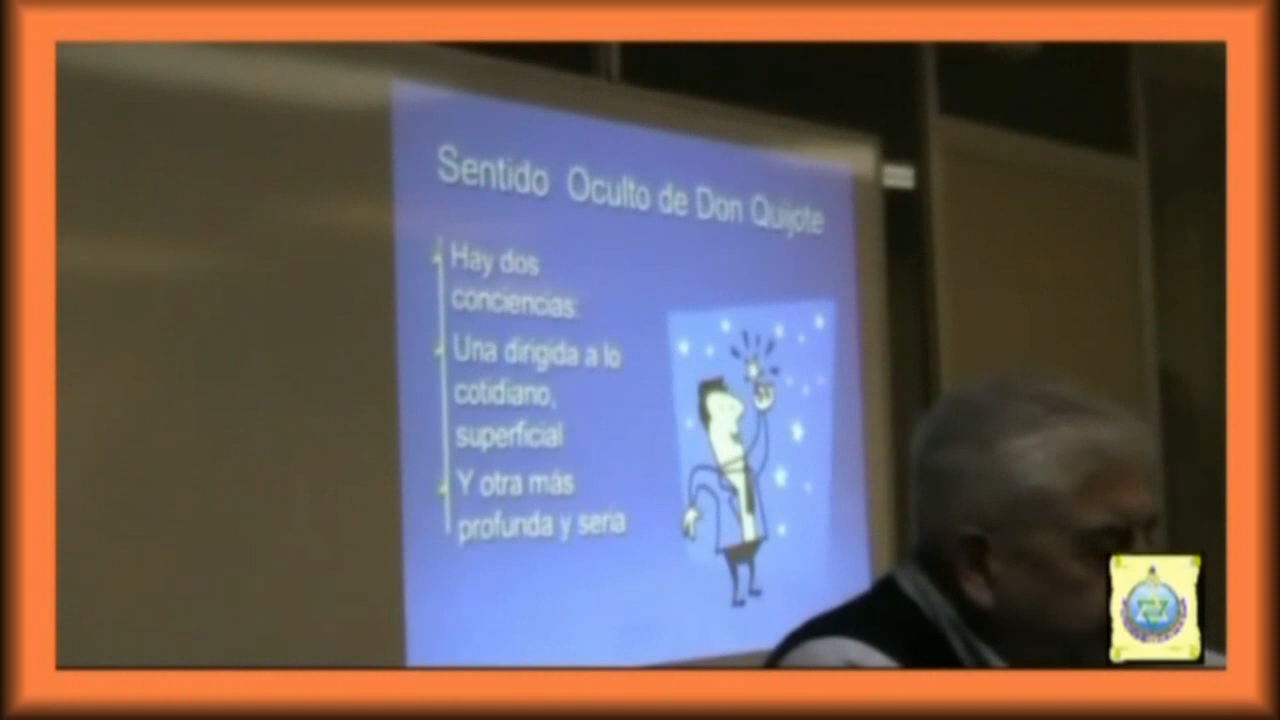 Sentido Oculto de Don Quijote
Hay dos
conciencias:
Una dirigida a lo
cotidiano,
superficial
Y otra más
profunda y seria